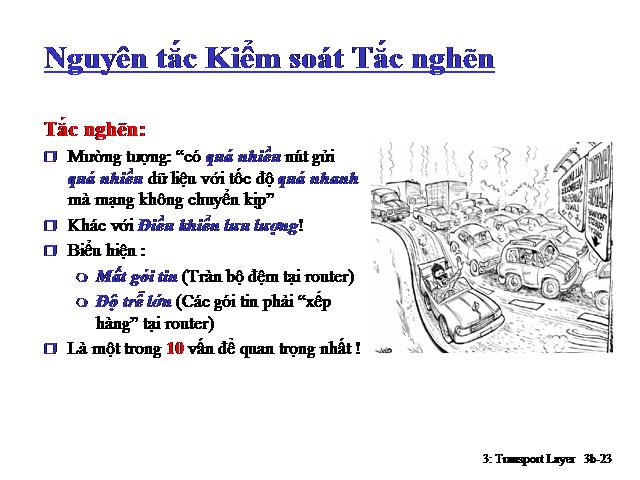 Nguyên tắc Kiểm soát Tắc nghẽn
Tắc nghẽn:
Mường tượng: “có quá nhiều nút gửi
quá nhiều dữ liệu với tốc độ quá nhanh
mà mạng không chuyển kịp”
Khác với Điều khiển lưu lượng!
Biểu hiện :
Mất gói tin (Tràn bộ đệm tại router)
Độ trễ lớn (Các gói tin phải “xếp
hàng” tại router)
Là một trong 10 vấn đề quan trọng nhất !
3: Transport Layer 3b-23